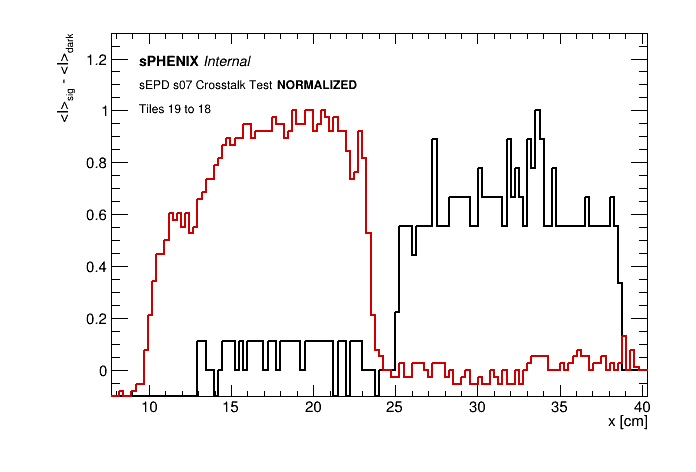 sPHENIX Internal
sEPD s07 Crosstalk Test NORMALIZED
Tiles 19 to 18
<I>sig - <I>dark
1.2
1
0.8
0.6
0.4
0.2
0
10 15 20 25 30 35 40
x [cm]